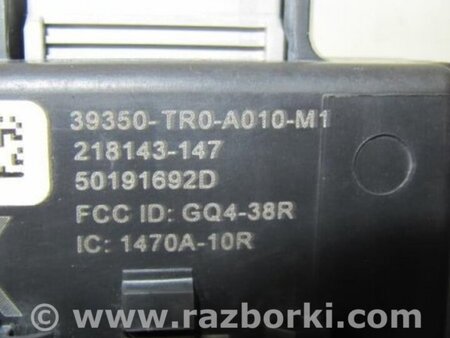 39350-TR0-A010-M1
218143-147
50191692D
FCC ID: GQ4-38R
IC: 1470A-10R
© www.razborki.com